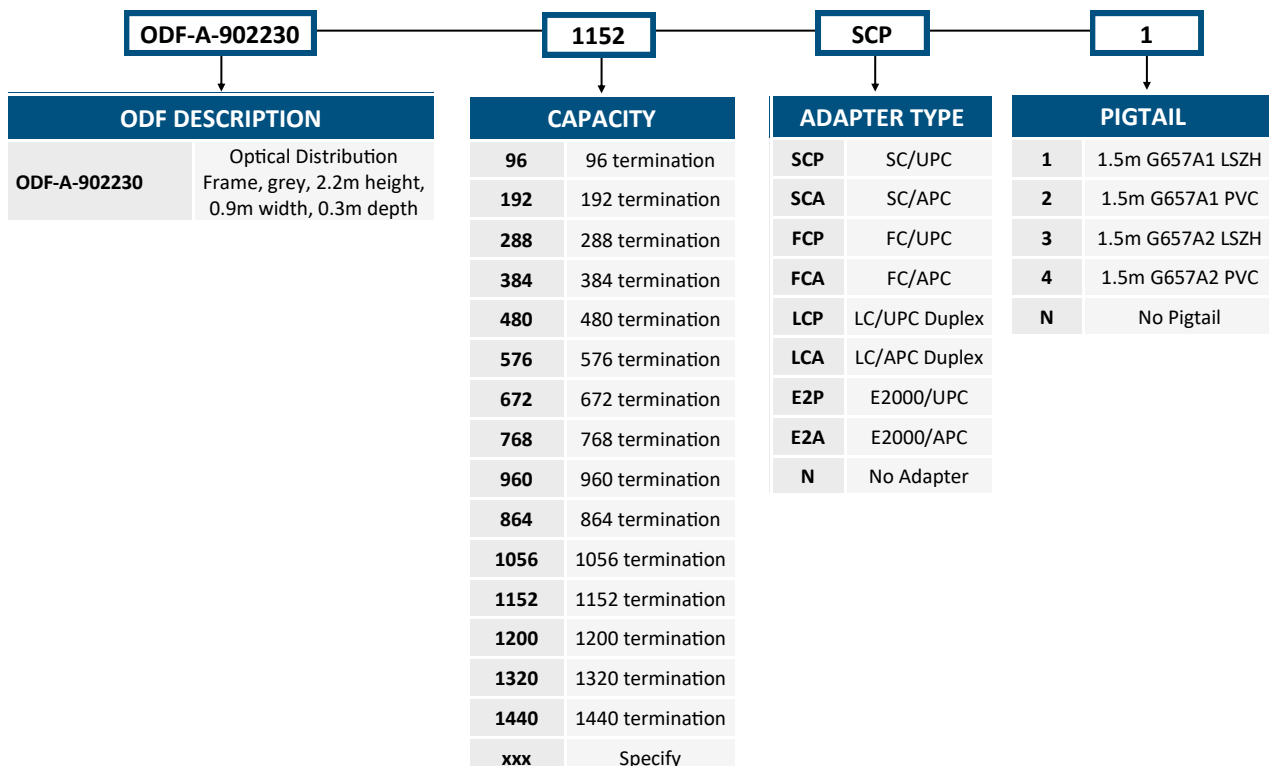 ODF-A-902230 1152 SCP 1
ODF DESCRIPTION
ODF-A-902230
Optical Distribution
Frame, grey, 2.2m height,
0.9m width, 0.3m depth
CAPACITY
96 96 termination
192 192 termination
288 288 termination
384 384 termination
480 480 termination
576 576 termination
672 672 termination
768 768 termination
960 960 termination
864 864 termination
1056 1056 termination
1152 1152 termination
1200 1200 termination
1320 1320 termination
1440 1440 termination
xxx Specify
ADAPTER TYPE
SCP SC/UPC
SCA SC/APC
FCP FC/UPC
FCA FC/APC
LCP LC/UPC Duplex
LCA LC/APC Duplex
E2P E2000/UPC
E2A E2000/APC
N No Adapter
PIGTAIL
1 1.5m G657A1 LSZH
2 1.5m G657A1 PVC
3 1.5m G657A2 LSZH
4 1.5m G657A2 PVC
N No Pigtail